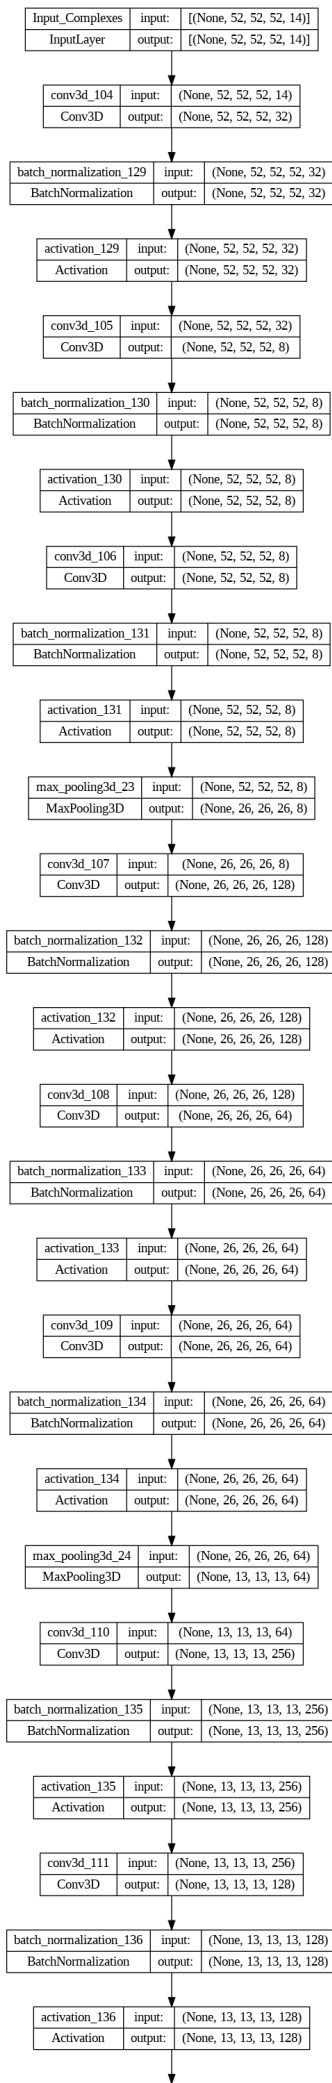 Input_Complexes input: [(None, 52, 52, 52, 14)]
InputLayer output: [(None, 52, 52, 52, 14)]
conv3d_104 input: (None, 52, 52, 52, 14)
Conv3D output: (None, 52, 52, 52, 32)
batch_normalization_129 input: (None, 52, 52, 52, 32)
BatchNormalization output: (None, 52, 52, 52, 32)
activation_129 input: (None, 52, 52, 52, 32)
Activation output: (None, 52, 52, 52, 32)
conv3d_105 input: (None, 52, 52, 52, 32)
Conv3D output: (None, 52, 52, 52, 8)
batch_normalization_130 input: (None, 52, 52, 52, 8)
BatchNormalization output: (None, 52, 52, 52, 8)
activation_130 input: (None, 52, 52, 52, 8)
Activation output: (None, 52, 52, 52, 8)
conv3d_106 input: (None, 52, 52, 52, 8)
Conv3D output: (None, 52, 52, 52, 8)
batch_normalization_131 input: (None, 52, 52, 52, 8)
BatchNormalization output: (None, 52, 52, 52, 8)
activation_131 input: (None, 52, 52, 52, 8)
Activation output: (None, 52, 52, 52, 8)
max_pooling3d_23 input: (None, 52, 52, 52, 8)
MaxPooling3D output: (None, 26, 26, 26, 8)
conv3d_107 input: (None, 26, 26, 26, 8)
Conv3D output: (None, 26, 26, 26, 128)
batch_normalization_132 input: (None, 26, 26, 26, 128)
BatchNormalization output: (None, 26, 26, 26, 128)
activation_132 input: (None, 26, 26, 26, 128)
Activation output: (None, 26, 26, 26, 128)
conv3d_108 input: (None, 26, 26, 26, 128)
Conv3D output: (None, 26, 26, 26, 64)
batch_normalization_133 input: (None, 26, 26, 26, 64)
BatchNormalization output: (None, 26, 26, 26, 64)
activation_133 input: (None, 26, 26, 26, 64)
Activation output: (None, 26, 26, 26, 64)
conv3d_109 input: (None, 26, 26, 26, 64)
Conv3D output: (None, 26, 26, 26, 64)
batch_normalization_134 input: (None, 26, 26, 26, 64)
BatchNormalization output: (None, 26, 26, 26, 64)
activation_134 input: (None, 26, 26, 26, 64)
Activation output: (None, 26, 26, 26, 64)
max_pooling3d_24 input: (None, 26, 26, 26, 64)
MaxPooling3D output: (None, 13, 13, 13, 64)
conv3d_110 input: (None, 13, 13, 13, 64)
Conv3D output: (None, 13, 13, 13, 256)
batch_normalization_135 input: (None, 13, 13, 13, 256)
BatchNormalization output: (None, 13, 13, 13, 256)
activation_135 input: (None, 13, 13, 13, 256)
Activation output: (None, 13, 13, 13, 256)
conv3d_111 input: (None, 13, 13, 13, 256)
Conv3D output: (None, 13, 13, 13, 128)
batch_normalization_136 input: (None, 13, 13, 13, 128)
BatchNormalization output: (None, 13, 13, 13, 128)
activation_136 input: (None, 13, 13, 13, 128)
Activation output: (None, 13, 13, 13, 128)